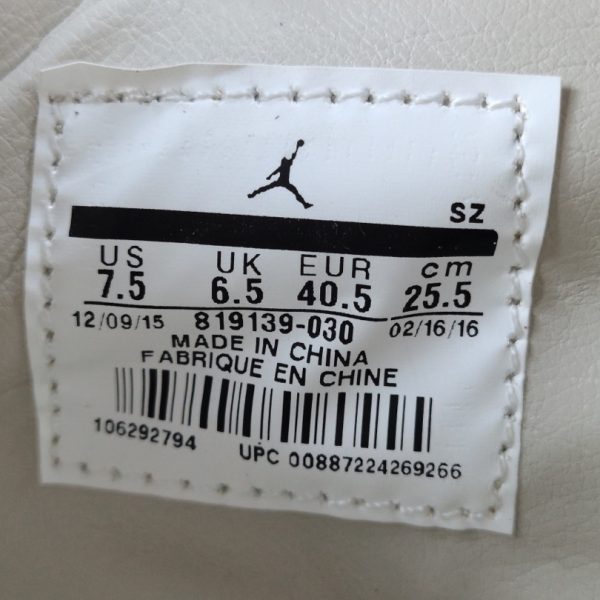 SZ
US UK EUR cm
7.5 6.5 40.5 25.5
12/09/15 819139-030 02/16/16
MADE IN CHINA
FABRIQUE EN CHINE
106292794 UPC 00887224269266